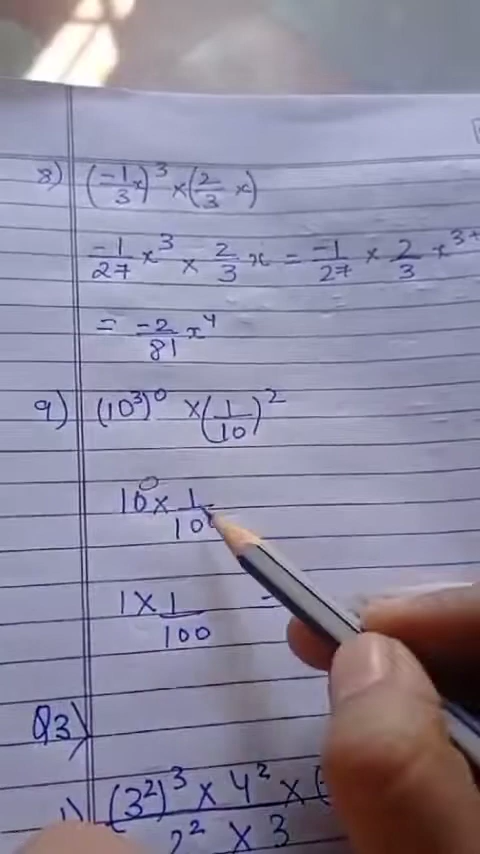 8) (-1/3 x)^3 × (2/3 x)
-1/27 x^3 × 2/3 x = -1/27 × 2/3 x^3+
= -2/81 x^4
9) (10^3)^0 × (1/10)^2
10^0 × 1/100
1 × 1/100 =
Q3)
1) (3^2)^3 × 4^2 × (
2^2 × 3